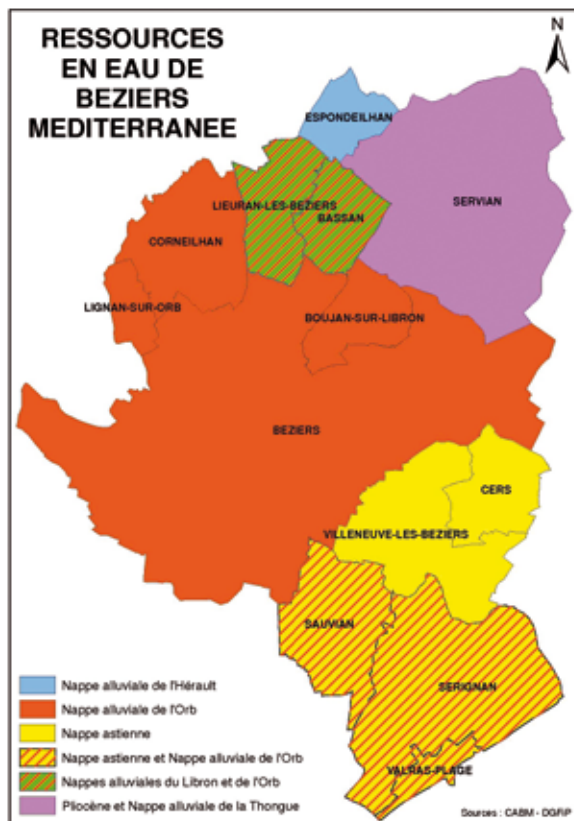 RESSOURCES
EN EAU DE
BEZIERS
MEDITERRANEE
N
ESPONDEILHAN
SERVIAN
LIEURAN-LES-BEZIERS
BASSAN
CORNEILHAN
LIGNAN-SUR-ORB
BOUJAN-SUR-LIBRON
BEZIERS
CERS
VILLENEUVE-LES-BEZIERS
SAUVIAN
SERIGNAN
VALRAS-PLAGE
Nappe alluviale de l'Hérault
Nappe alluviale de l'Orb
Nappe astienne
Nappe astienne et Nappe alluviale de l'Orb
Nappes alluviales du Libron et de l'Orb
Pliocène et Nappe alluviale de la Thongue
Sources : CABM - DGFiP